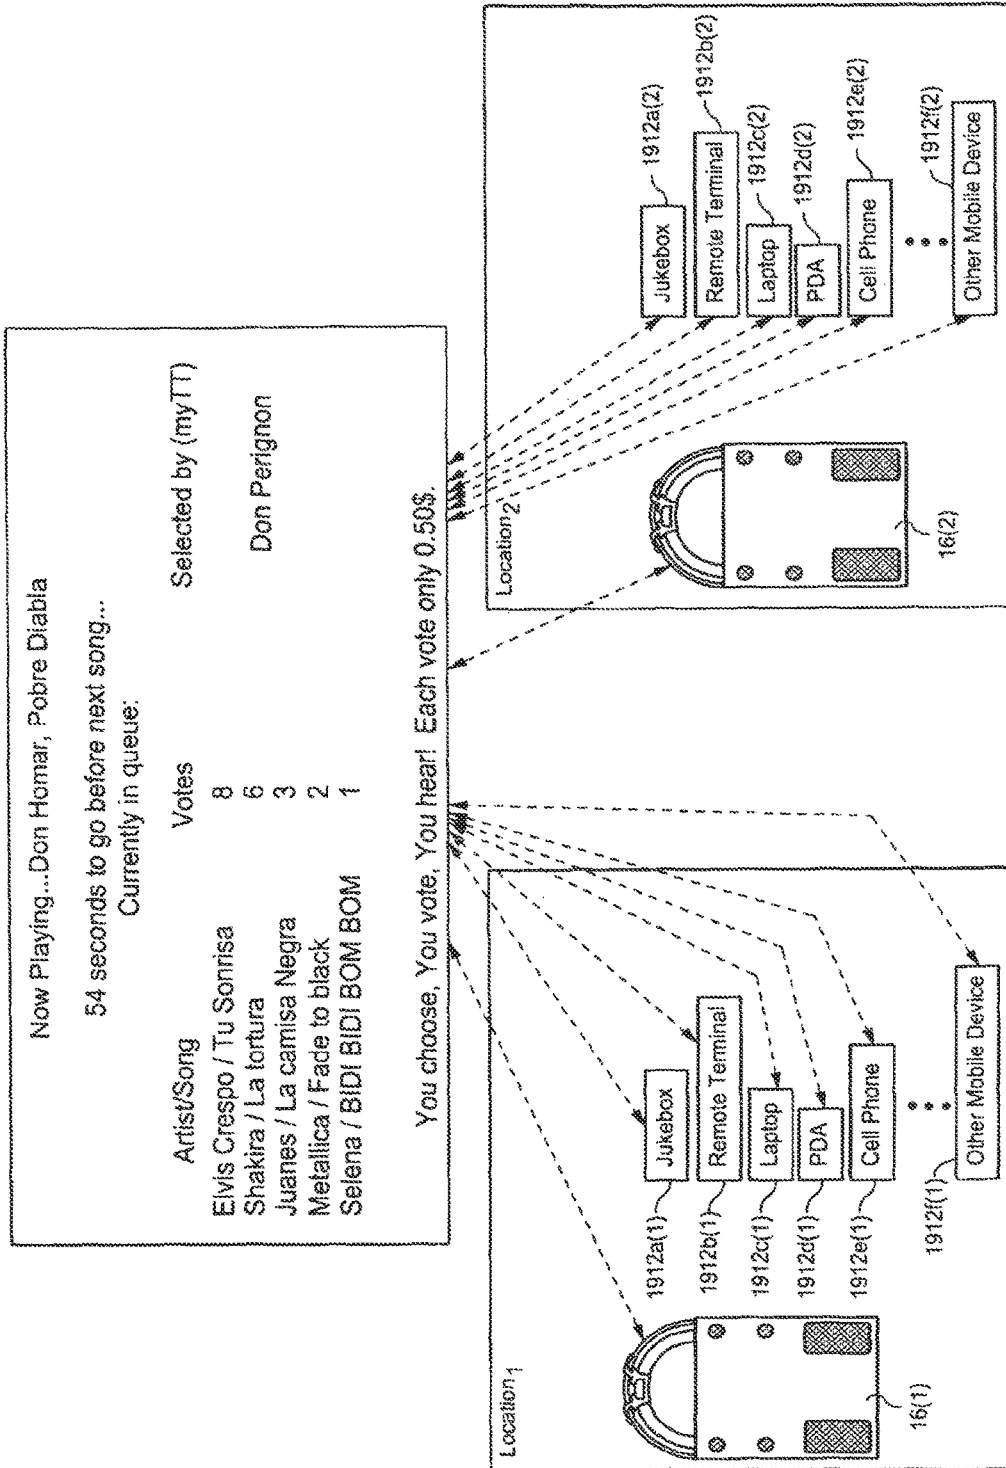 Now Playing...Don Homar, Pobre Diabla
54 seconds to go before next song...
Currently in queue:
Artist/Song Votes Selected by (myTT)
Elvis Crespo / Tu Sonrisa 8
Shakira / La tortura 6 Don Perignon
Juanes / La camisa Negra 3
Metallica / Fade to black 2
Selena / BIDI BIDI BOM BOM 1
You choose, You vote, You hear! Each vote only 0.50$.
Location1
16(1)
1912a(1) Jukebox
1912b(1) Remote Terminal
1912c(1) Laptop
1912d(1) PDA
1912e(1) Cell Phone
1912f(1) Other Mobile Device
Location2
16(2)
Jukebox 1912a(2)
Remote Terminal 1912b(2)
Laptop 1912c(2)
PDA 1912d(2)
Cell Phone 1912e(2)
Other Mobile Device 1912f(2)